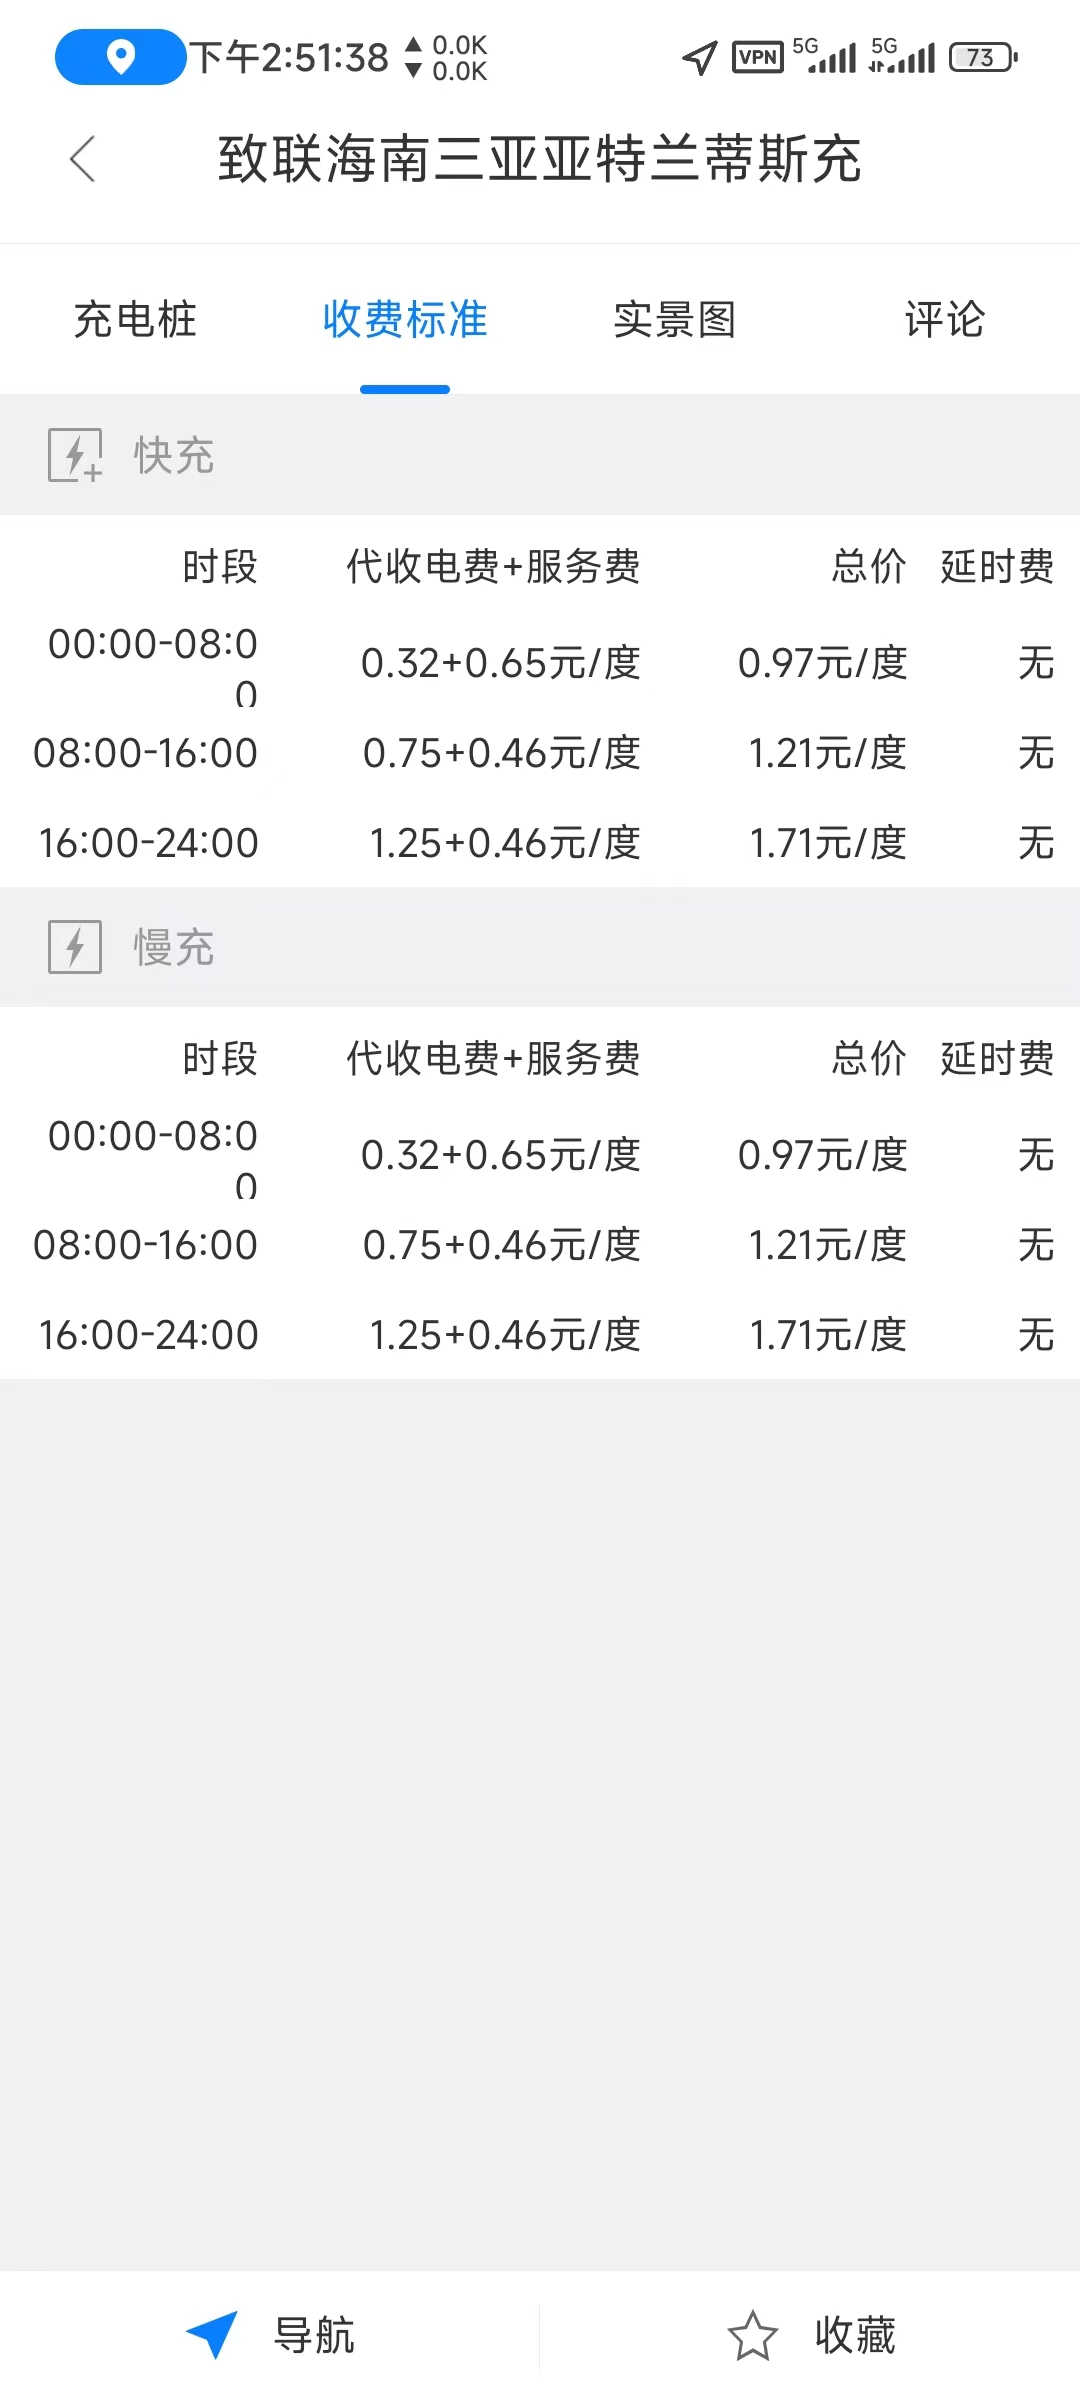 下午2:51:38 ▲ 0.0K
▼ 0.0K
VPN 5G 5G 73
致联海南三亚亚特兰蒂斯充
充电桩 收费标准 实景图 评论
快充
时段 代收电费+服务费 总价 延时费
00:00-08:0
0
0.32+0.65元/度 0.97元/度 无
08:00-16:00 0.75+0.46元/度 1.21元/度 无
16:00-24:00 1.25+0.46元/度 1.71元/度 无
慢充
时段 代收电费+服务费 总价 延时费
00:00-08:0
0
0.32+0.65元/度 0.97元/度 无
08:00-16:00 0.75+0.46元/度 1.21元/度 无
16:00-24:00 1.25+0.46元/度 1.71元/度 无
导航 收藏